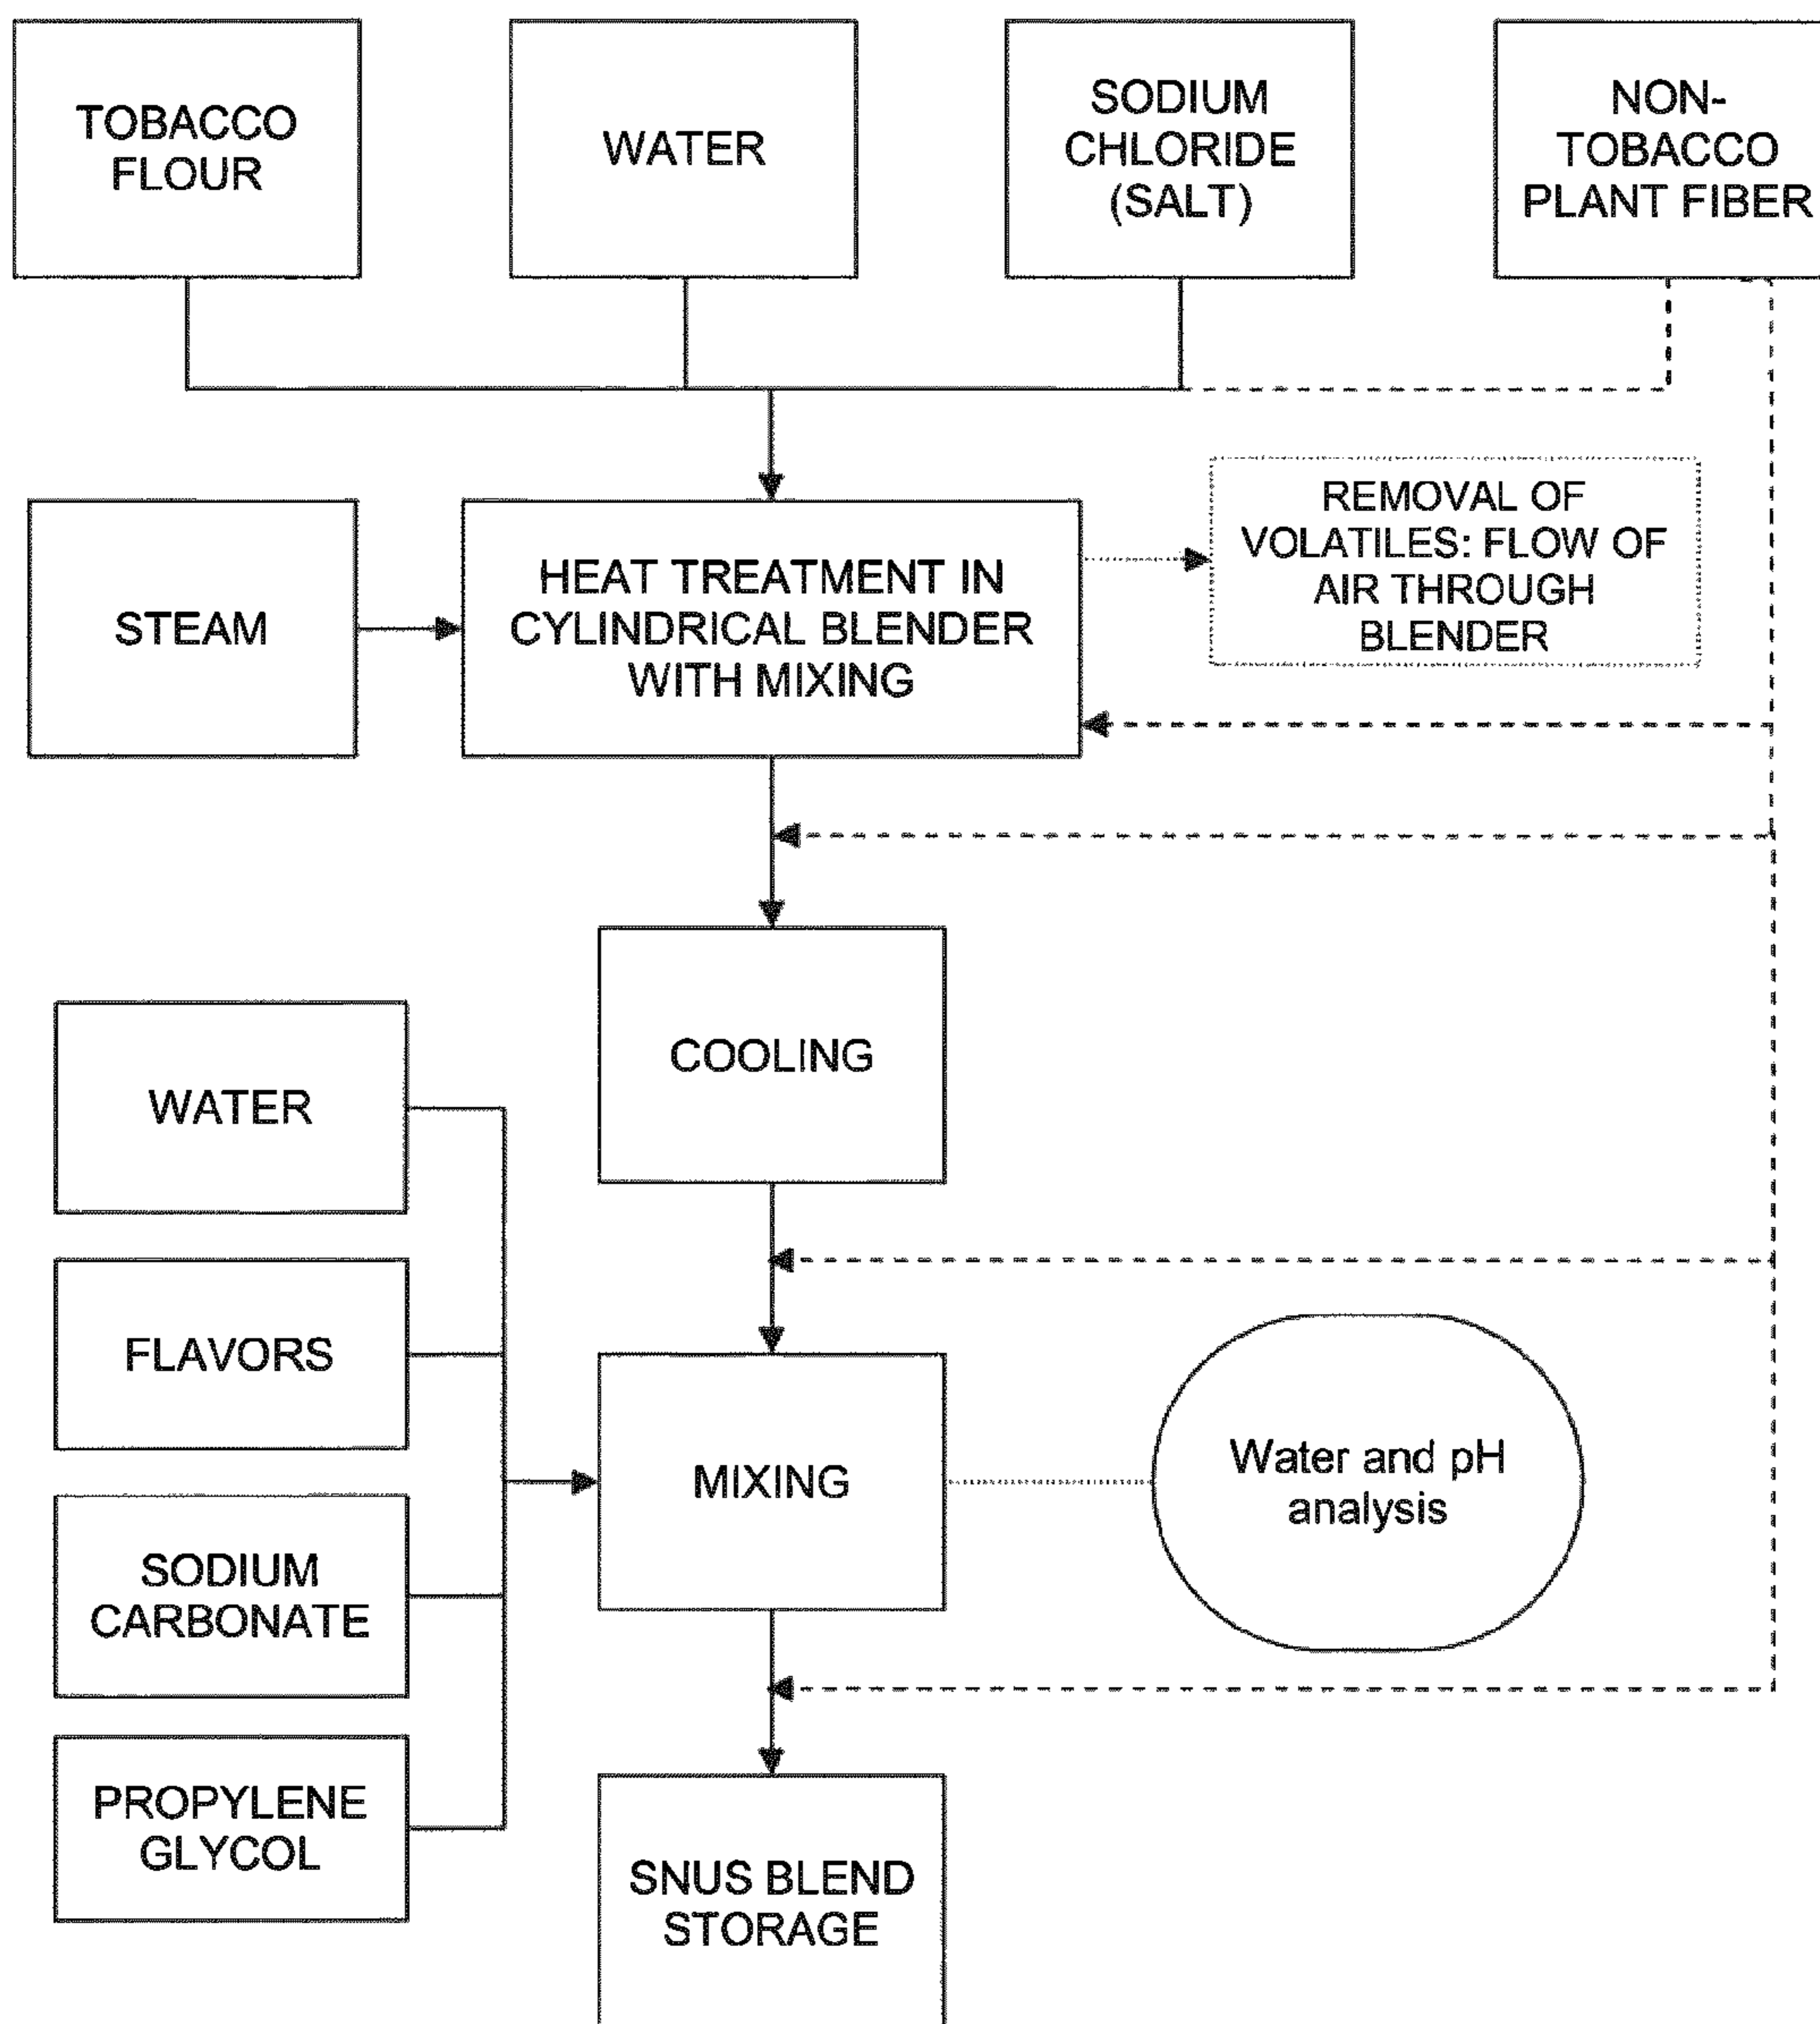 TOBACCO
FLOUR
WATER
SODIUM
CHLORIDE
(SALT)
NON-
TOBACCO
PLANT FIBER
STEAM
HEAT TREATMENT IN
CYLINDRICAL BLENDER
WITH MIXING
REMOVAL OF
VOLATILES: FLOW OF
AIR THROUGH
BLENDER
COOLING
WATER
FLAVORS
SODIUM
CARBONATE
PROPYLENE
GLYCOL
MIXING
Water and pH
analysis
SNUS BLEND
STORAGE